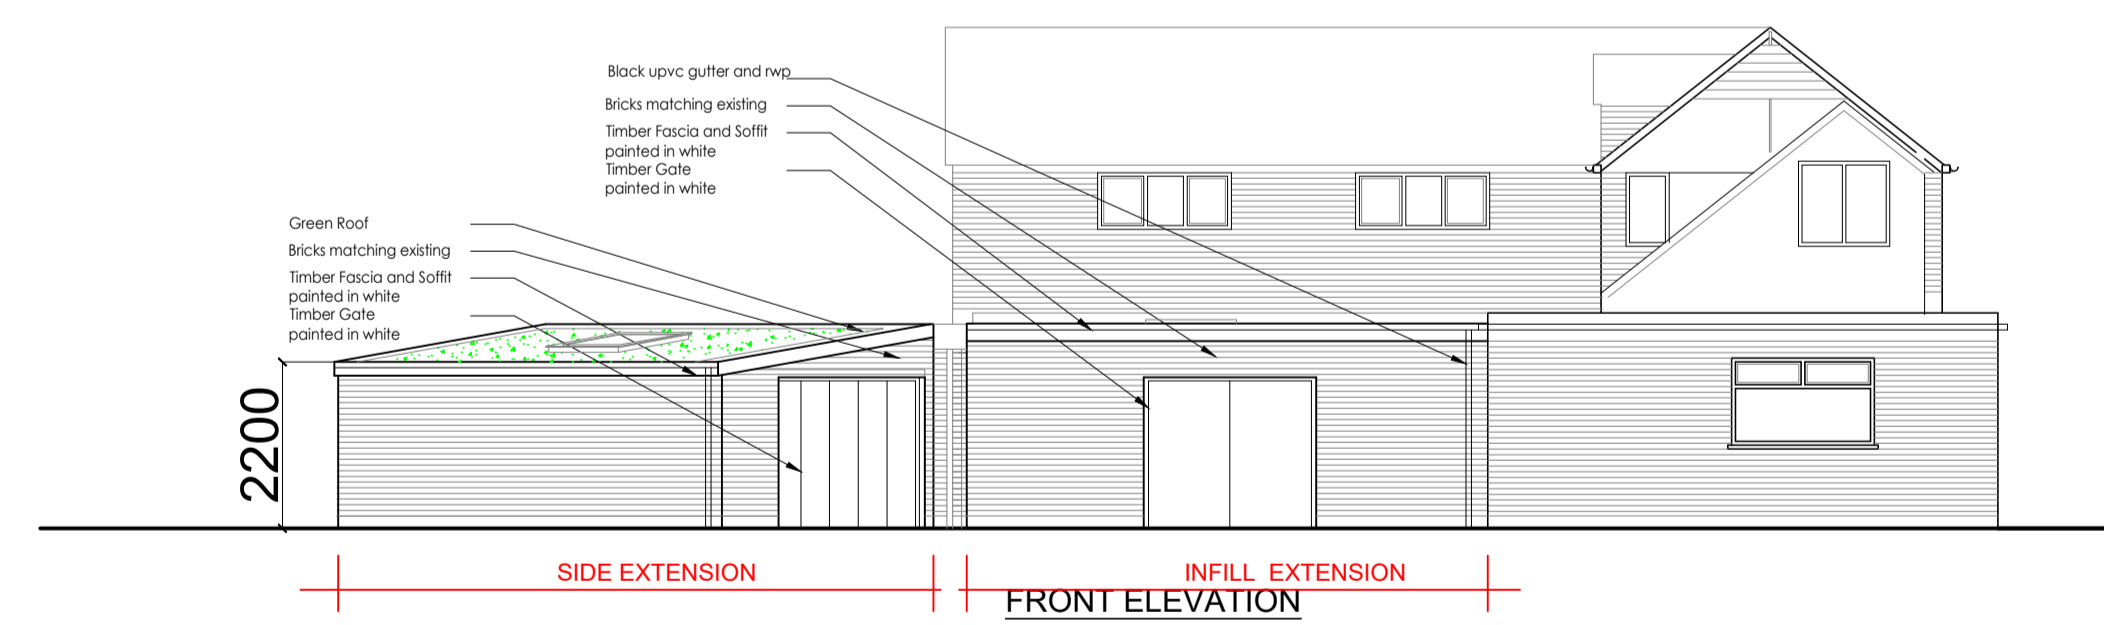 Black upvc gutter and rwp
Bricks matching existing
Timber Fascia and Soffit
painted in white
Timber Gate
painted in white
Green Roof
Bricks matching existing
Timber Fascia and Soffit
painted in white
Timber Gate
painted in white
2200
SIDE EXTENSION
INFILL EXTENSION
FRONT ELEVATION